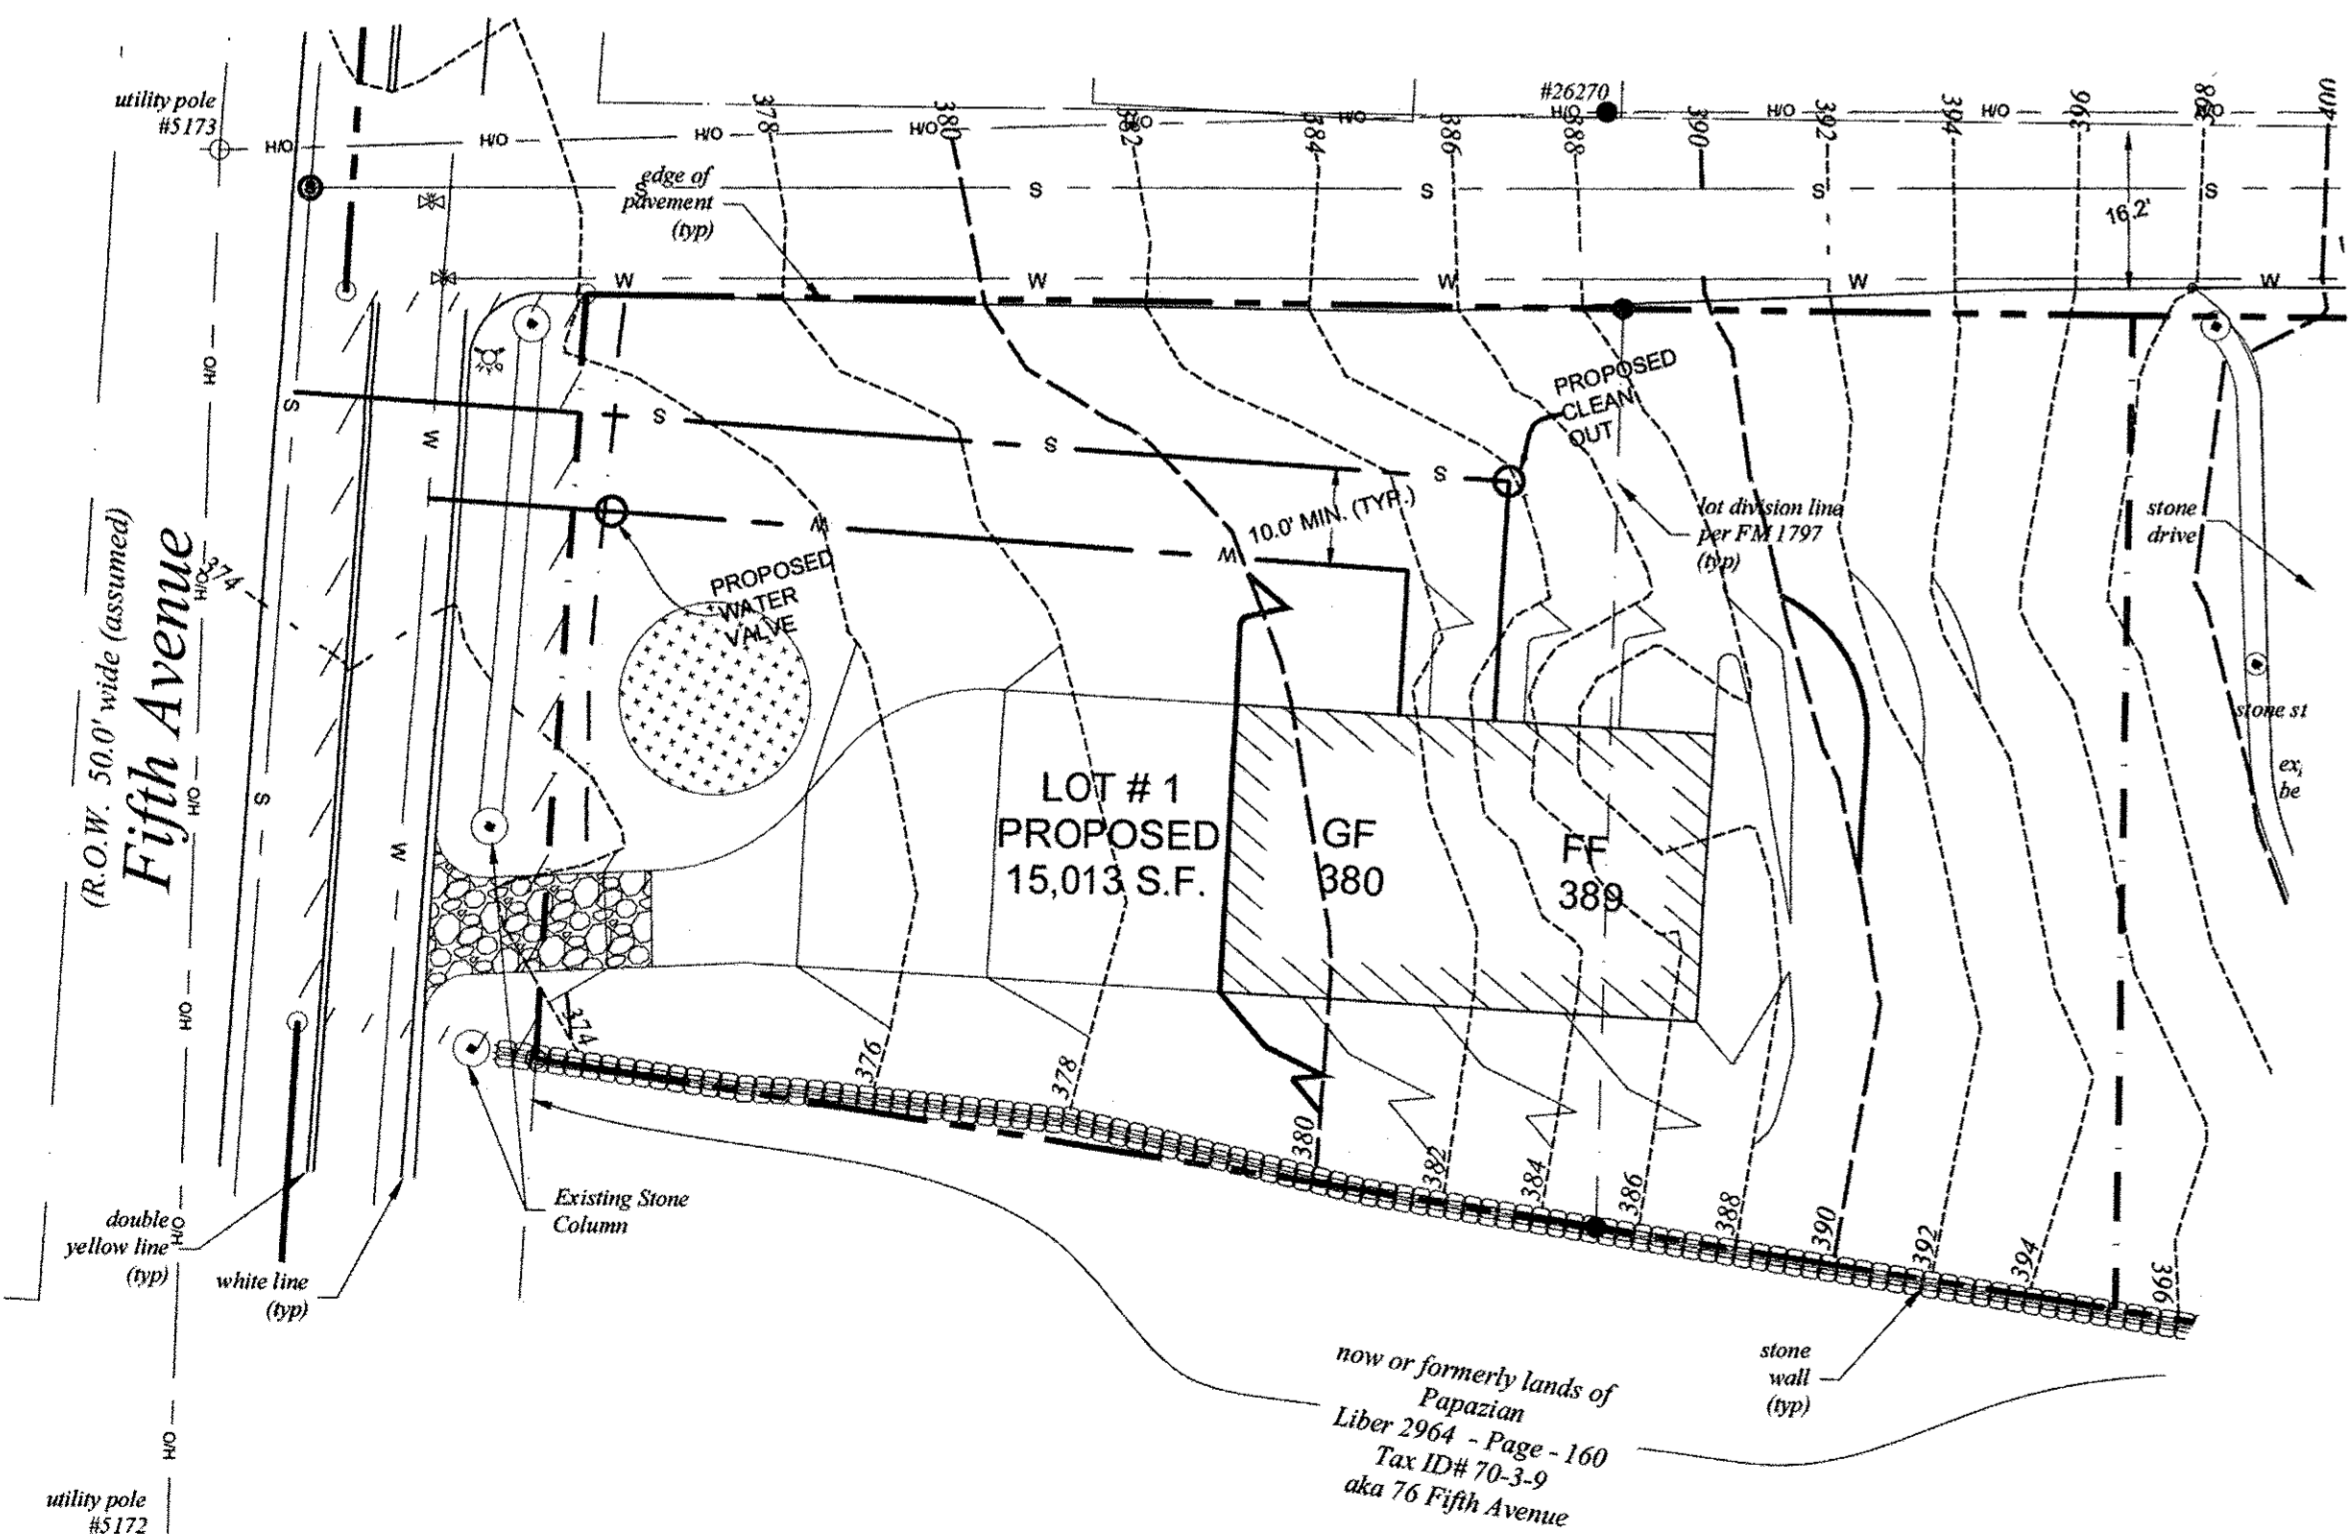 utility pole
#5173
#26270
H/O
H/O
H/O
H/O
H/O
H/O
H/O
H/O
378
380
382
384
386
388
390
392
394
396
398
400
S
S
S
S
S
edge of
pavement
(typ)
16.2'
W
W
W
W
W
PROPOSED
CLEAN
OUT
S
S
S
10.0' MIN. (TYP.)
lot division line
per FM 1797
(typ)
stone
drive
W
W
PROPOSED
WATER
VALVE
H/O
S
W
374
H/O
Fifth Avenue
(R.O.W. 50.0' wide (assumed)
stone st
ex
be
H/O
S
W
LOT # 1
PROPOSED
15,013 S.F.
GF
380
FF
389
H/O
374
376
378
380
382
384
386
388
390
392
394
396
Existing Stone
Column
double
yellow line
(typ)
H/O
white line
(typ)
stone
wall
(typ)
now or formerly lands of
Papazian
Liber 2964 - Page - 160
Tax ID# 70-3-9
aka 76 Fifth Avenue
H/O
utility pole
#5172